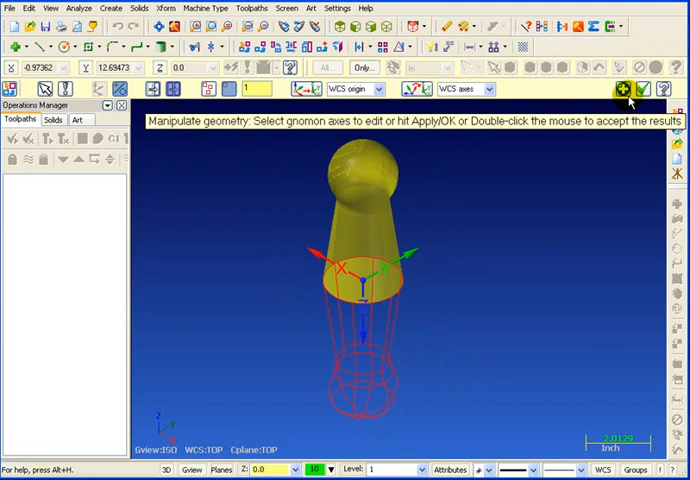 File Edit View Analyze Create Solids Xform Machine Type Toolpaths Screen Art Settings Help
X -0.97362 Y 12.69473 Z 0.0 All... Only... In
1 WCS origin WCS axes
Operations Manager
Toolpaths Solids Art
Manipulate geometry: Select gnomon axes to edit or hit Apply/OK or Double-click the mouse to accept the results
G1
X Y
Z
Z
Gview:ISO WCS:TOP Cplane:TOP
2.0129
Inch
For help, press Alt+H. 3D Gview Planes Z: 0.0 10 Level: 1 Attributes WCS Groups ! ?